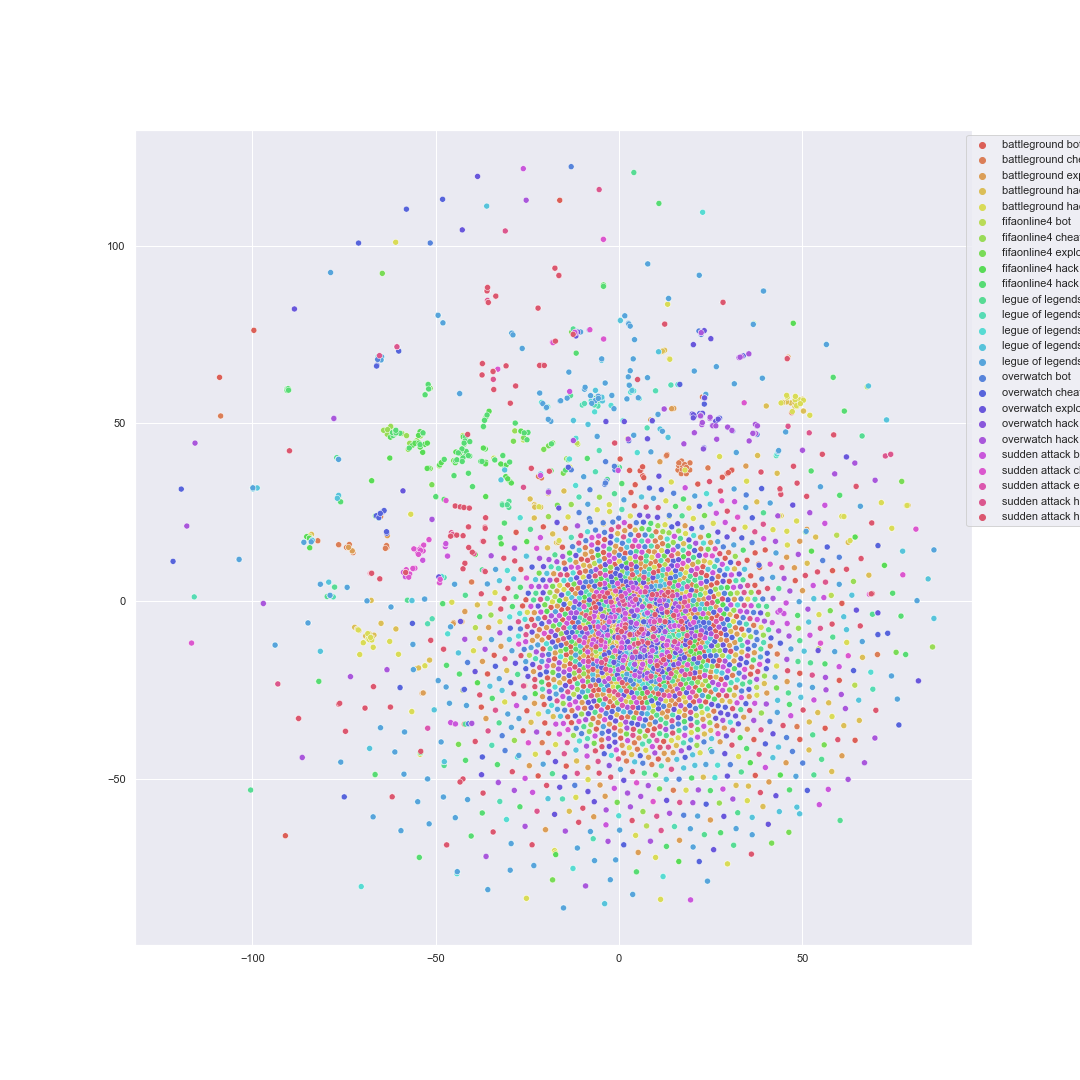 100
50
0
−50
−100
−50
0
50
battleground bot
battleground che
battleground exp
battleground ha
battleground ha
fifaonline4 bot
fifaonline4 chea
fifaonline4 explo
fifaonline4 hack
fifaonline4 hack
legue of legends
legue of legends
legue of legends
legue of legends
legue of legends
overwatch bot
overwatch chea
overwatch explo
overwatch hack
overwatch hack
sudden attack b
sudden attack c
sudden attack e
sudden attack h
sudden attack h